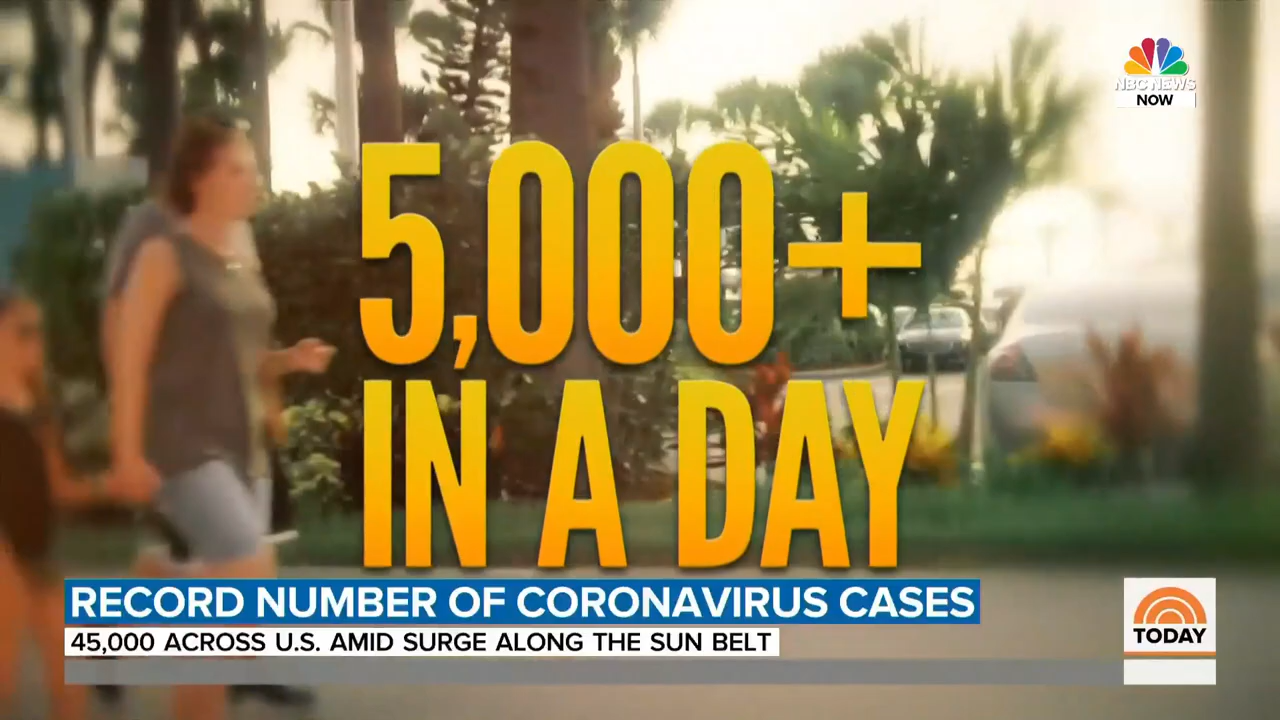 NBC NEWS
NOW
5,000+
IN A DAY
RECORD NUMBER OF CORONAVIRUS CASES
45,000 ACROSS U.S. AMID SURGE ALONG THE SUN BELT
TODAY